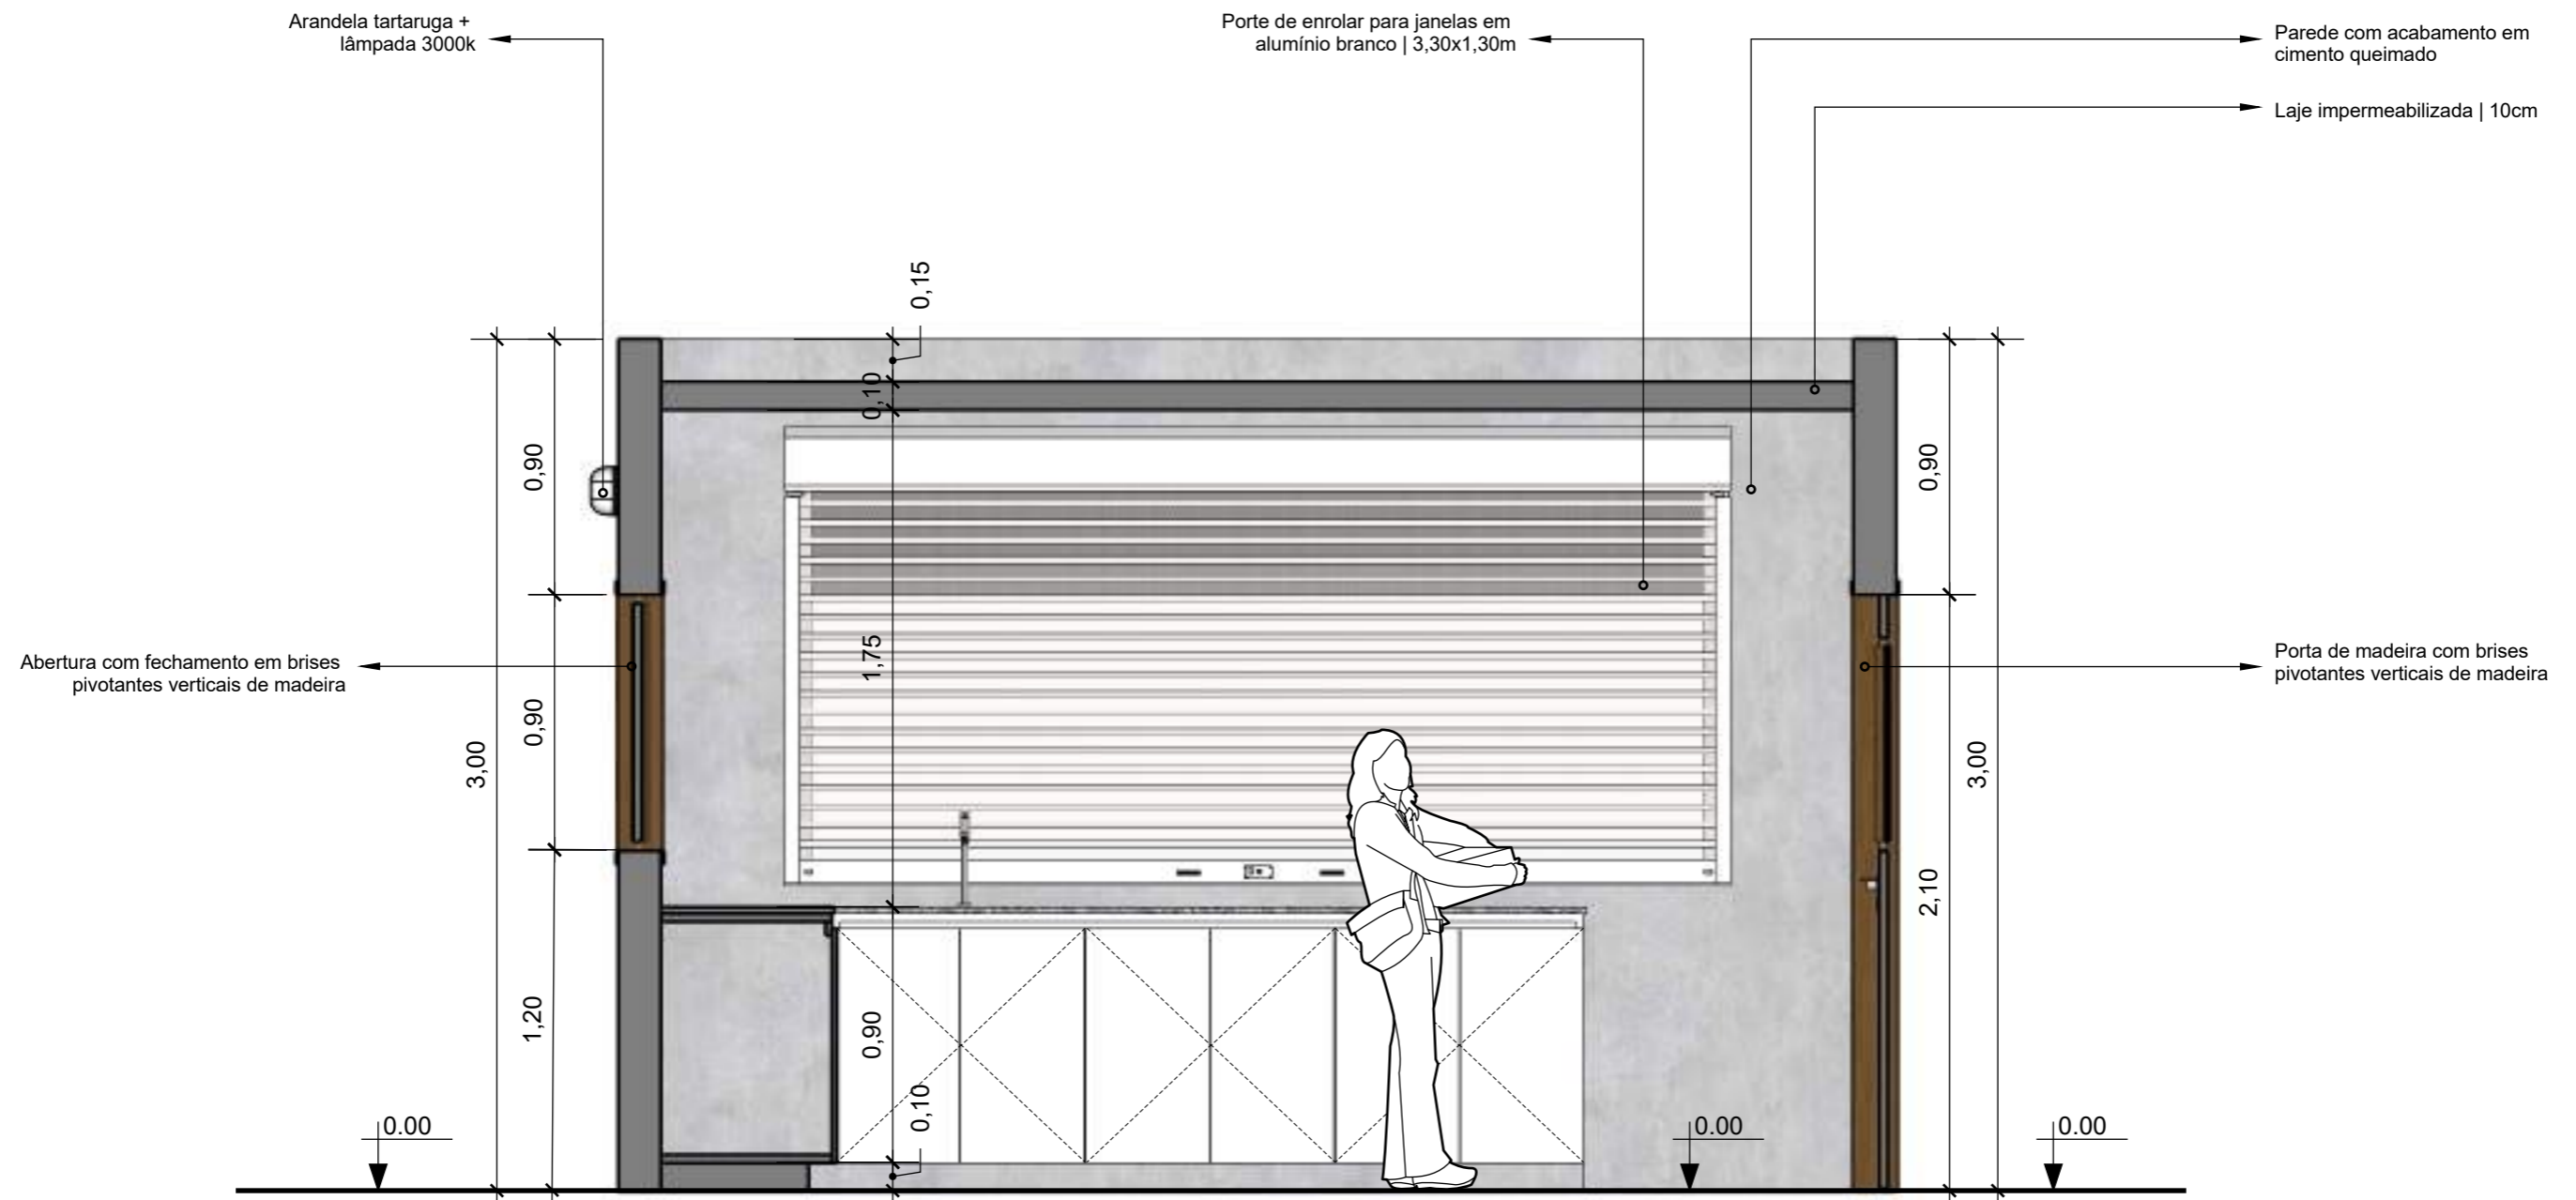 Arandela tartaruga +
lâmpada 3000k
Porte de enrolar para janelas em
alumínio branco | 3,30x1,30m
Parede com acabamento em
cimento queimado
Laje impermeabilizada | 10cm
0,15
0,10
0,90
0,90
1,75
Abertura com fechamento em brises
pivotantes verticais de madeira
Porta de madeira com brises
pivotantes verticais de madeira
0,90
3,00
3,00
2,10
1,20
0,90
0,10
0.00
0.00
0.00